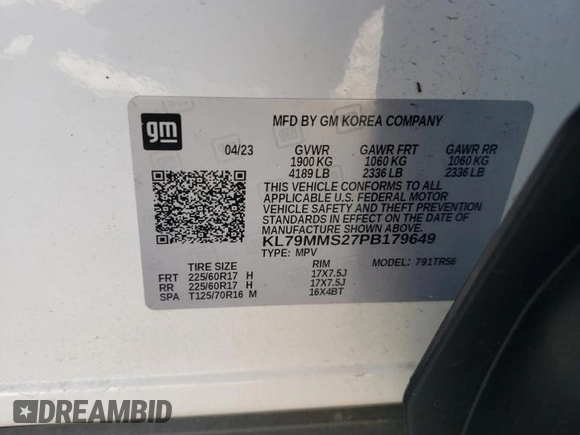 gm
MFD BY GM KOREA COMPANY
04/23 GVWR GAWR FRT GAWR RR
1900 KG 1060 KG 1060 KG
4189 LB 2336 LB 2336 LB
THIS VEHICLE CONFORMS TO ALL
APPLICABLE U.S. FEDERAL MOTOR
VEHICLE SAFETY, BUMPER, AND
THEFT PREVENTION STANDARDS
IN EFFECT ON THE DATE OF
MANUFACTURE SHOWN ABOVE.
KL79MMS27PB179649
TYPE: MPV MODEL: 791TR56
TIRE SIZE RIM
FRT 225/60R17 H 17X7.5J
RR 225/60R17 H 17X7.5J
SPA T125/70R16 M 16X4BT
DREAMBID